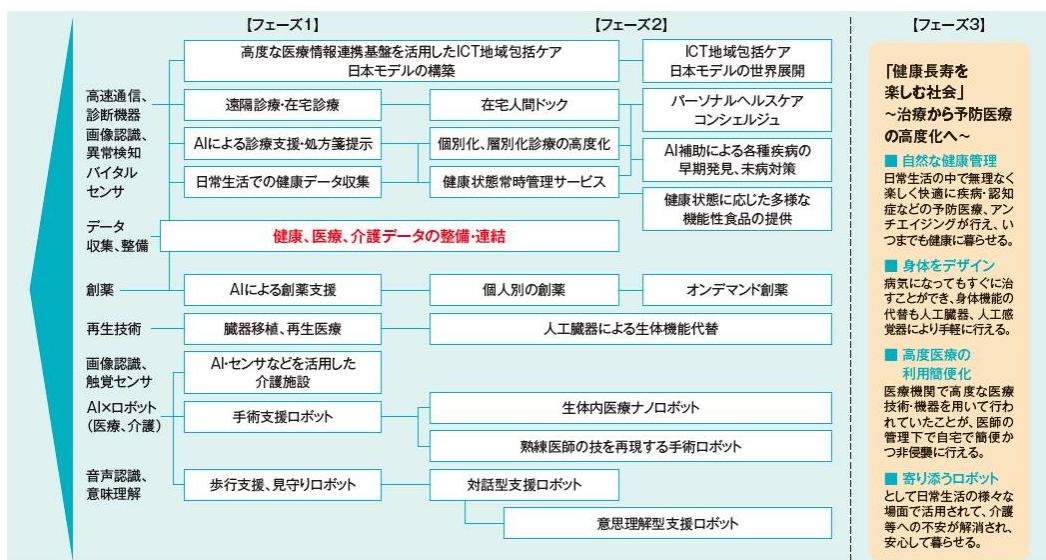 【フェーズ1】
【フェーズ2】
【フェーズ3】
高度な医療情報連携基盤を活用したICT地域包括ケア
日本モデルの構築
ICT地域包括ケア
日本モデルの世界展開
高速通信、
診断機器
遠隔診療・在宅診療
在宅人間ドック
パーソナルヘルスケア
コンシェルジュ
画像認識、
異常検知
AIによる診療支援・処方箋提示
個別化、層別化診療の高度化
AI補助による各種疾病の
早期発見、未病対策
バイタル
センサ
日常生活での健康データ収集
健康状態常時管理サービス
健康状態に応じた多様な
機能性食品の提供
データ
収集、整備
健康、医療、介護データの整備・連結
創薬
AIによる創薬支援
個人別の創薬
オンデマンド創薬
再生技術
臓器移植、再生医療
人工臓器による生体機能代替
画像認識、
触覚センサ
AI・センサなどを活用した
介護施設
AI×ロボット
（医療、介護）
手術支援ロボット
生体内医療ナノロボット
熟練医師の技を再現する手術ロボット
音声認識、
意味理解
歩行支援、見守りロボット
対話型支援ロボット
意思理解型支援ロボット
「健康長寿を
楽しむ社会」
～治療から予防医療
の高度化へ～
■ 自然な健康管理
日常生活の中で無理なく
楽しく快適に疾病・認知
症などの予防医療、アン
チエイジングが行え、い
つまでも健康に暮らせる。
■ 身体をデザイン
病気になってもすぐに治
すことができ、身体機能の
代替も人工臓器、人工感
覚器により手軽に行える。
■ 高度医療の
利用簡便化
医療機関で高度な医療
技術・機器を用いて行わ
れていたことが、医師の
管理下で自宅で簡便か
つ非侵襲に行える。
■ 寄り添うロボット
として日常生活の様々な
場面で活用されて、介護
等への不安が解消され、
安心して暮らせる。